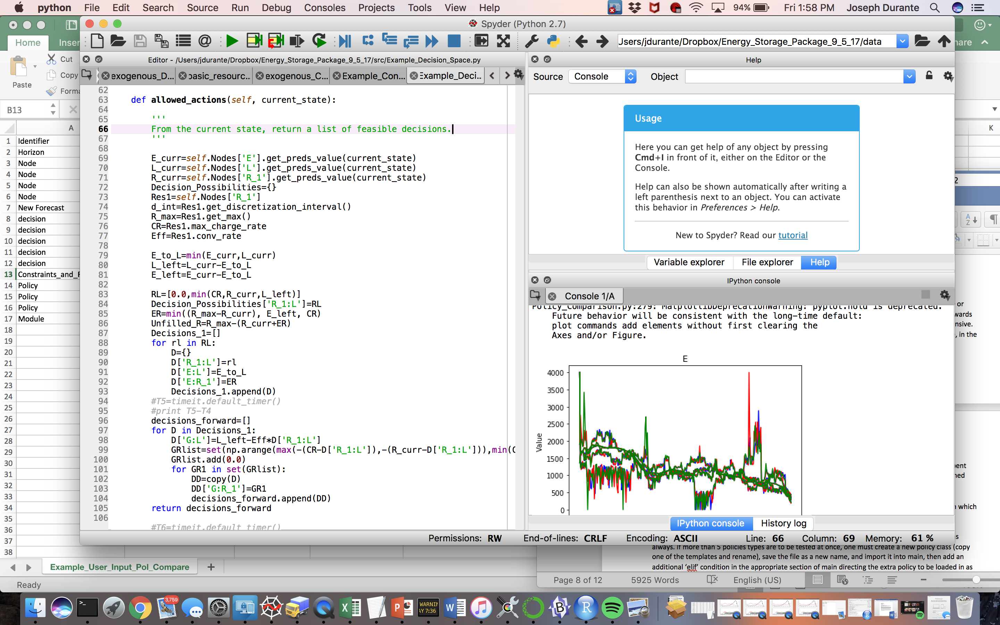 python File Edit Search Source Run Debug Consoles Projects Tools View Help 94% Fri 1:58 PM Joseph Durante
Spyder (Python 2.7)
Home
Paste
Cut
Copy
B13
A
K
1 Identifier
2 Horizon
3 Node
4 Node
5 Node
6 Node
7 New Forecast
8 decision
9 decision
10 decision
11 decision
12 decision
13 Constraints_and_
14 Policy
15 Policy
16 Policy
17 Module
18
19
20
21
22
23
24
25
26
27
28
29
30
31
32
33
34
35
36
37
38
Example_User_Input_Pol_Compare
Ready
Jsers/jdurante/Dropbox/Energy_Storage_Package_9_5_17/data
Editor - /Users/jdurante/Dropbox/Energy_Storage_Package_9_5_17/src/Example_Decision_Space.py
exogenous_D... basic_resourc... exogenous_C... Example_Con... Example_Deci...
62
63 def allowed_actions(self, current_state):
64
65 '''
66 From the current state, return a list of feasible decisions.
67 '''
68
69 E_curr=self.Nodes['E'].get_preds_value(current_state)
70 L_curr=self.Nodes['L'].get_preds_value(current_state)
71 R_curr=self.Nodes['R_1'].get_preds_value(current_state)
72 Decision_Possibilities={}
73 Res1=self.Nodes['R_1']
74 d_int=Res1.get_discretization_interval()
75 R_max=Res1.get_max()
76 CR=Res1.max_charge_rate
77 Eff=Res1.conv_rate
78
79 E_to_L=min(E_curr,L_curr)
80 L_left=L_curr-E_to_L
81 E_left=E_curr-E_to_L
82
83 RL=[0.0,min(CR,R_curr,L_left)]
84 Decision_Possibilities['R_1:L']=RL
85 ER=min((R_max-R_curr), E_left, CR)
86 Unfilled_R=R_max-(R_curr+ER)
87 Decisions_1=[]
88 for rl in RL:
89 D={}
90 D['R_1:L']=rl
91 D['E:L']=E_to_L
92 D['E:R_1']=ER
93 Decisions_1.append(D)
94 #T5=timeit.default_timer()
95 #print T5-T4
96 decisions_forward=[]
97 for D in Decisions_1:
98 D['G:L']=L_left-Eff*D['R_1:L']
99 GRlist=set(np.arange(max(-(CR-D['R_1:L']),-(R_curr-D['R_1:L'])),min(C
100 GRlist.add(0.0)
101 for GR1 in set(GRlist):
102 DD=copy(D)
103 DD['G:R_1']=GR1
104 decisions_forward.append(DD)
105 return decisions_forward
106
#T6=timeit.default_timer()
Help
Source Console Object
Usage
Here you can get help of any object by pressing
Cmd+I in front of it, either on the Editor or the
Console.
Help can also be shown automatically after writing a
left parenthesis next to an object. You can activate
this behavior in Preferences > Help.
New to Spyder? Read our tutorial
Variable explorer File explorer Help
IPython console
Console 1/A
Policy_Comparison.py:279: MatplotlibDeprecationWarning: pyplot.hold is deprecated.
Future behavior will be consistent with the long-time default:
plot commands add elements without first clearing the
Axes and/or Figure.
E
Value
4000
3500
3000
2500
2000
1500
1000
500
0
IPython console History log
Permissions: RW End-of-lines: CRLF Encoding: ASCII Line: 66 Column: 69 Memory: 61 %
or
nsive.
, in the
which
always. If more than 5 policies types are to be tested at once, one must create a new policy class (copy
one of the templates and rename), save the file as a new name, and import it into main, then add an
additional ‘elif’ condition in the appropriate section of main directing the extra policy to be loaded in as
Page 8 of 12 5925 Words English (US)
3,759